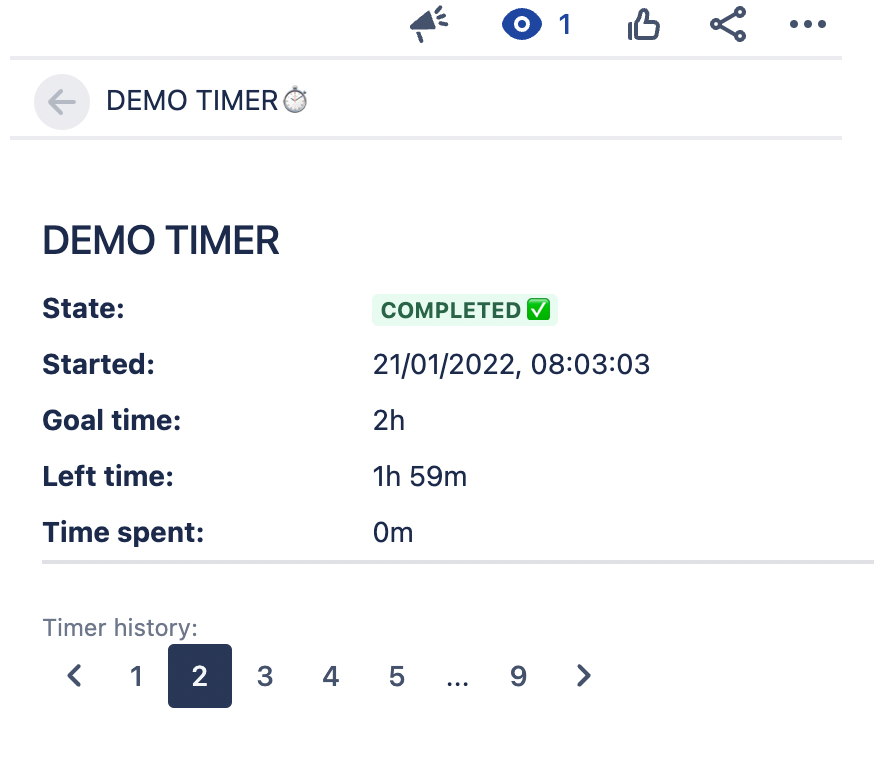 1
DEMO TIMER⏱
DEMO TIMER
State: COMPLETED ✅
Started: 21/01/2022, 08:03:03
Goal time: 2h
Left time: 1h 59m
Time spent: 0m
Timer history:
1 2 3 4 5 ... 9